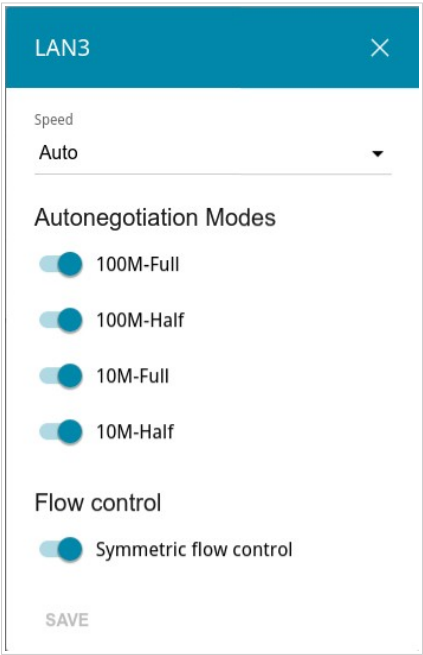 LAN3
Speed
Auto
Autonegotiation Modes
100M-Full
100M-Half
10M-Full
10M-Half
Flow control
Symmetric flow control
SAVE